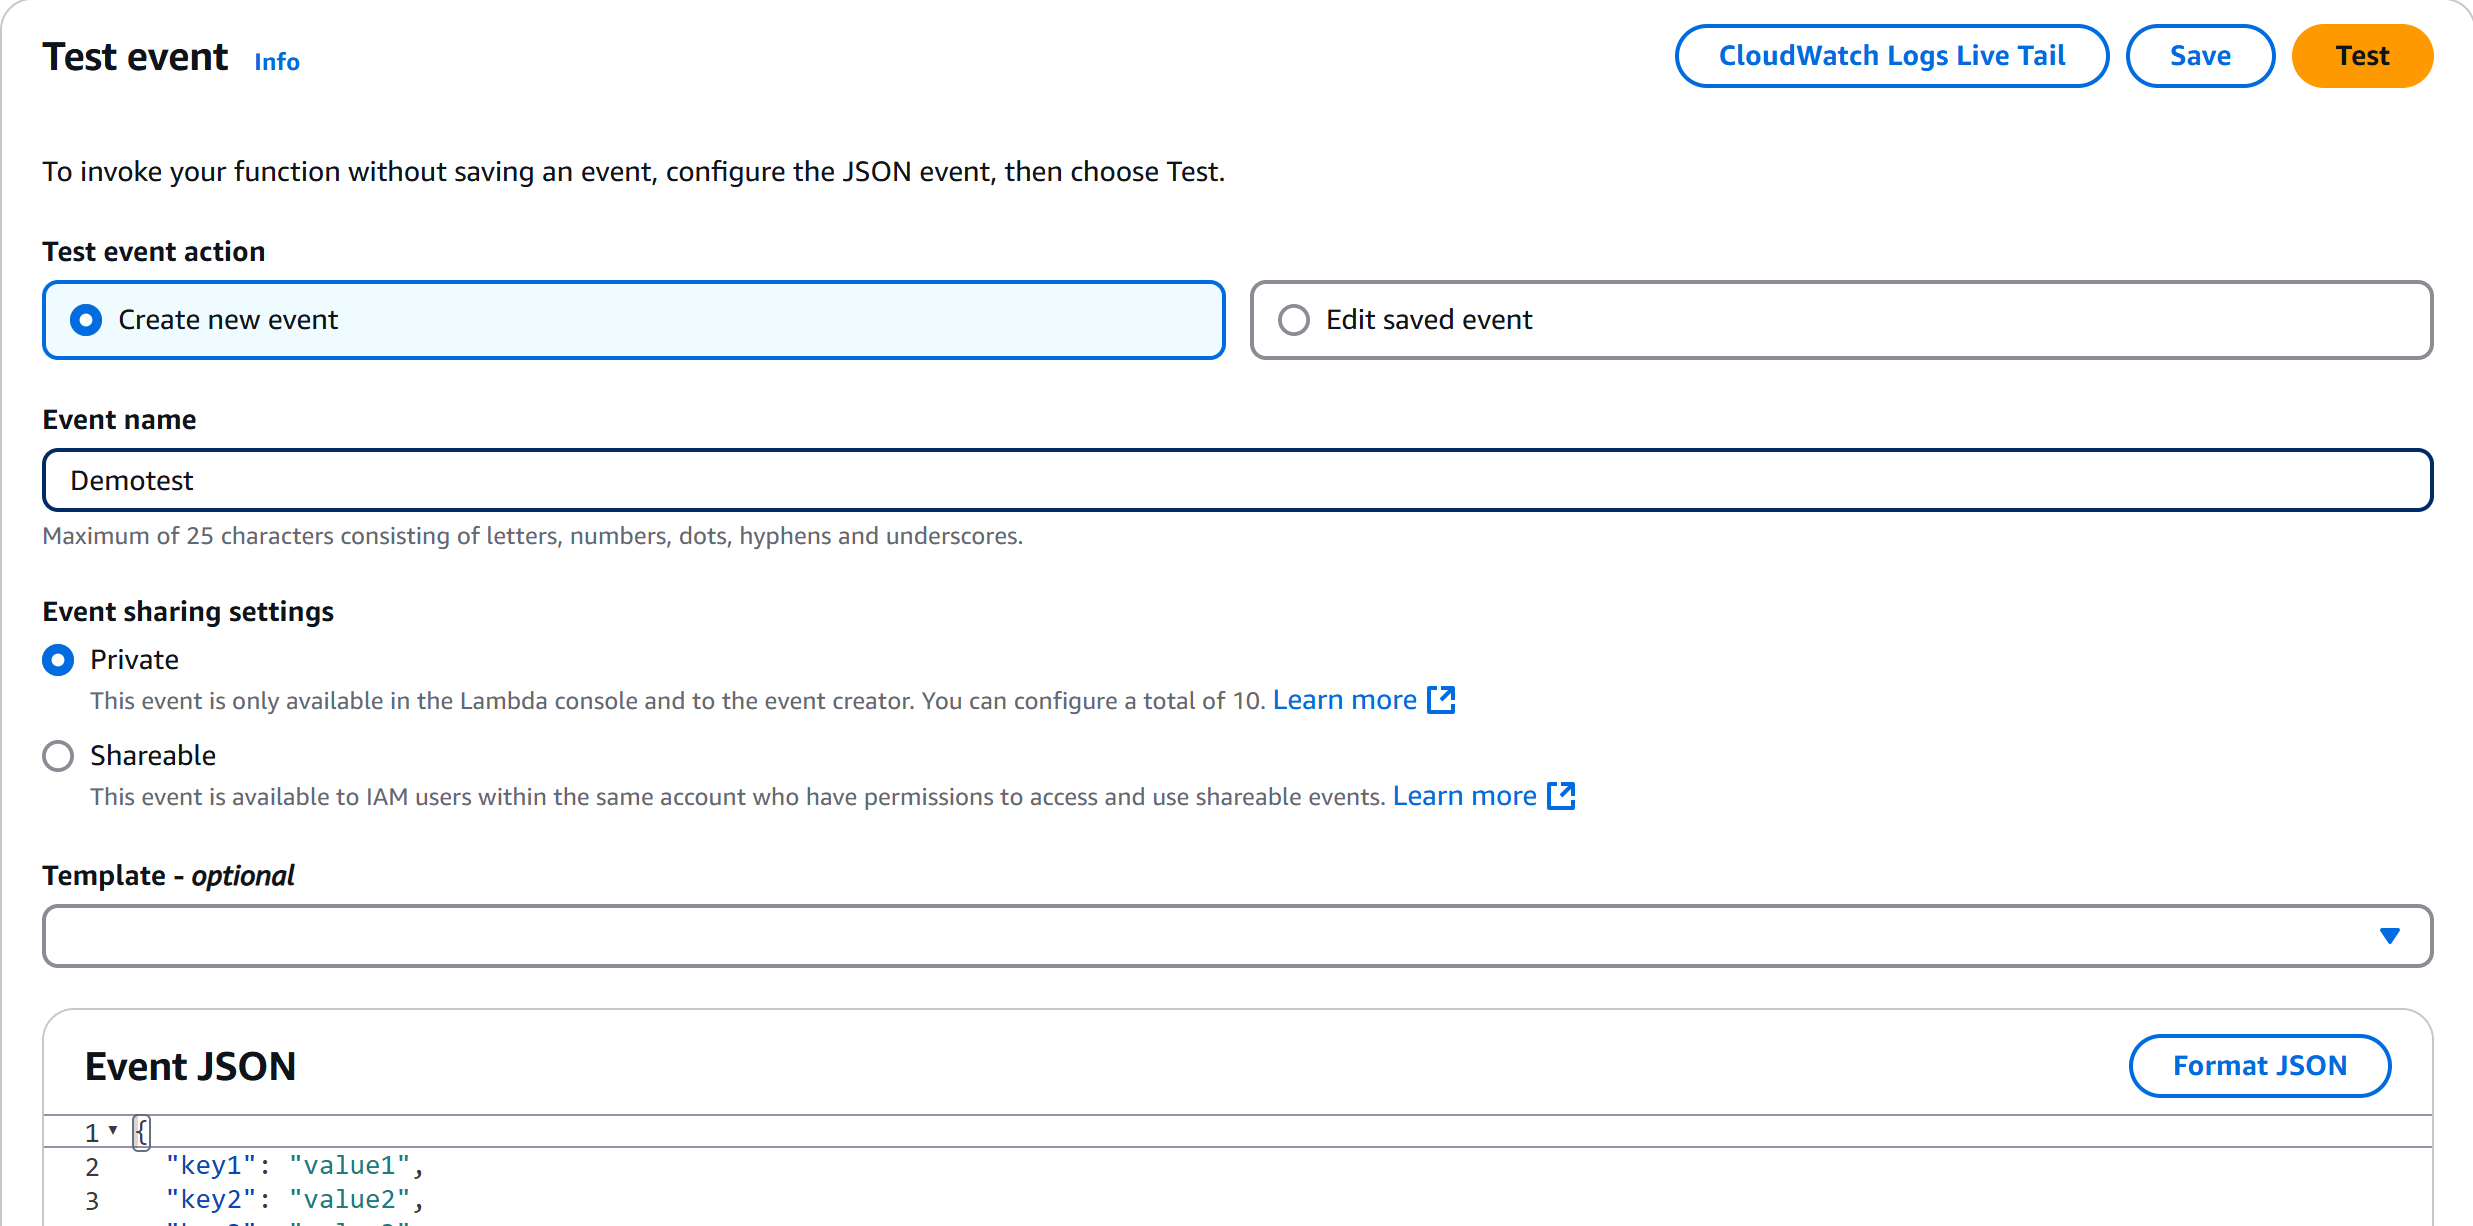 Test event Info
CloudWatch Logs Live Tail Save Test
To invoke your function without saving an event, configure the JSON event, then choose Test.
Test event action
Create new event Edit saved event
Event name
Demotest
Maximum of 25 characters consisting of letters, numbers, dots, hyphens and underscores.
Event sharing settings
Private
This event is only available in the Lambda console and to the event creator. You can configure a total of 10. Learn more
Shareable
This event is available to IAM users within the same account who have permissions to access and use shareable events. Learn more
Template - optional
Event JSON Format JSON
1 {
2 "key1": "value1",
3 "key2": "value2",